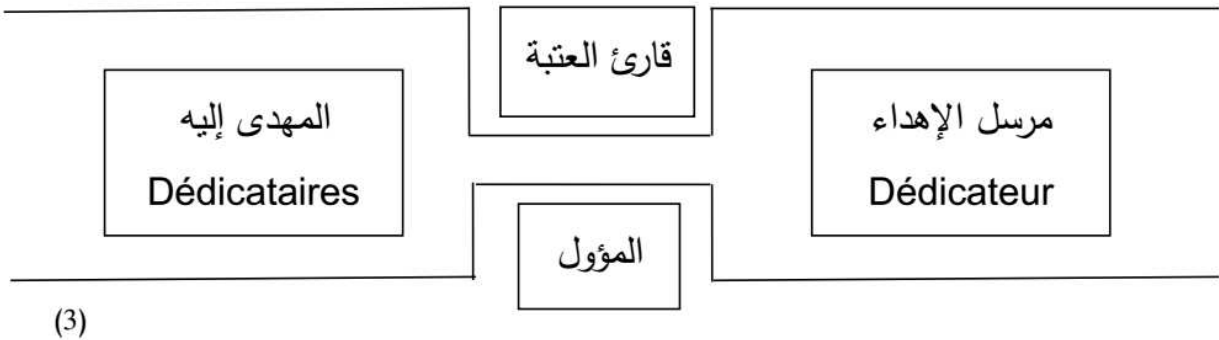 قارئ العتبة
مرسل الإهداء
Dédicateur
المهدى إليه
Dédicataires
المؤول
(3)